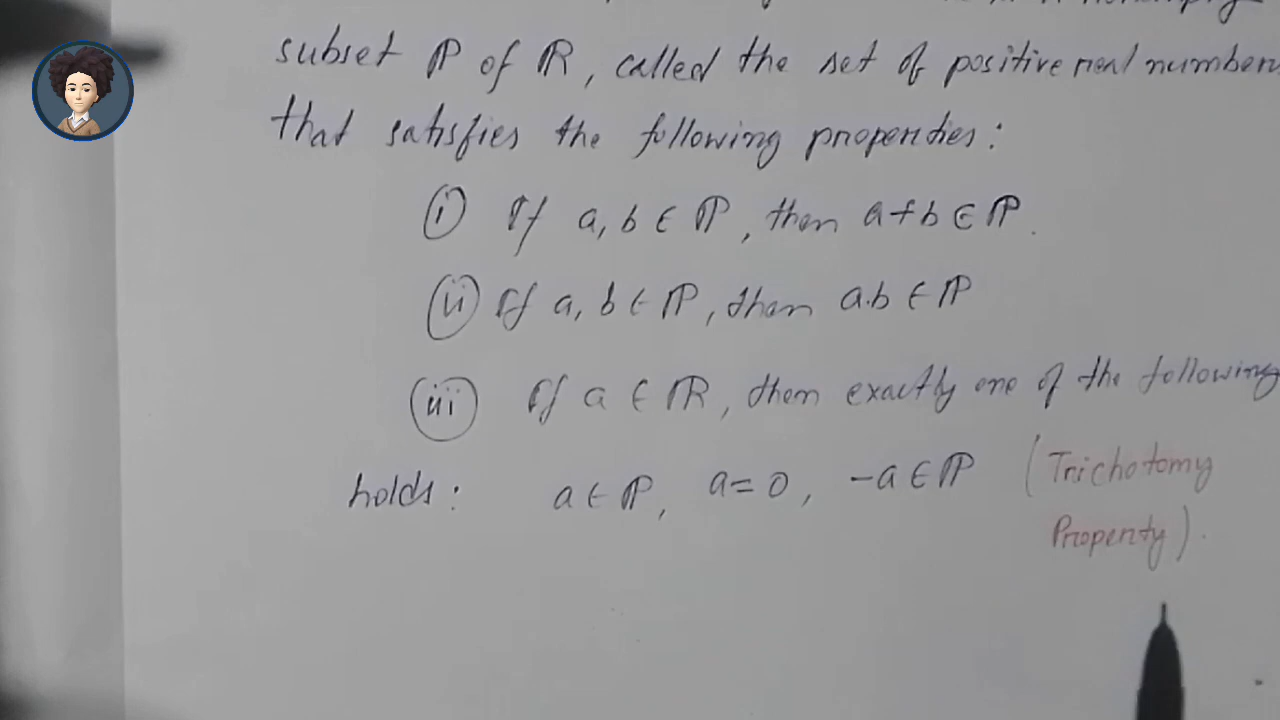 subset ℙ of ℝ, called the set of positive real numbers
that satisfies the following properties:
(i) If a, b ∈ ℙ, then a+b ∈ ℙ.
(ii) If a, b ∈ ℙ, then a.b ∈ ℙ
(iii) If a ∈ ℝ, then exactly one of the following
holds: a ∈ ℙ, a=0, -a ∈ ℙ (Trichotomy
Property).